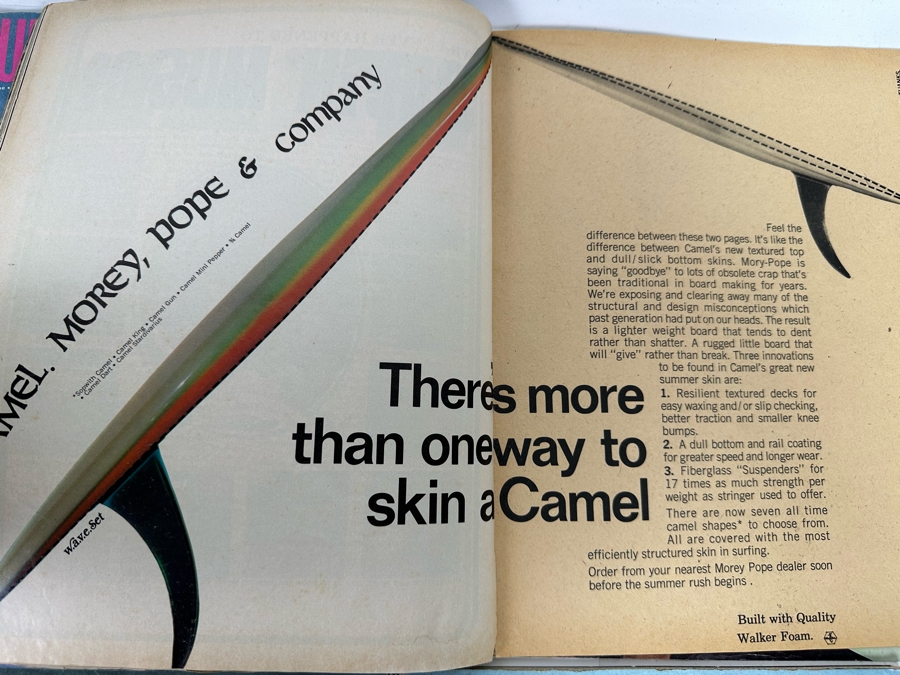 CAMEL. MOREY, POPE & COMPANY
*Sopwith Camel • Camel King • Camel Gun • Camel Mini Pepper • ¾ Camel
• Camel Dart • Camel Stardivarius
w.a.v.e. Set
There's more
than one way to
skin a Camel
Feel the
difference between these two pages. It's like the
difference between Camel's new textured top
and dull/slick bottom skins. Mory-Pope is
saying "goodbye" to lots of obsolete crap that's
been traditional in board making for years.
We're exposing and clearing away many of the
structural and design misconceptions which
past generation had put on our heads. The result
is a lighter weight board that tends to dent
rather than shatter. A rugged little board that
will "give" rather than break. Three innovations
to be found in Camel's great new
summer skin are:
1. Resilient textured decks for
easy waxing and/or slip checking,
better traction and smaller knee
bumps.
2. A dull bottom and rail coating
for greater speed and longer wear.
3. Fiberglass "Suspenders" for
17 times as much strength per
weight as stringer used to offer.
There are now seven all time
camel shapes* to choose from.
All are covered with the most
efficiently structured skin in surfing.
Order from your nearest Morey Pope dealer soon
before the summer rush begins.
Built with Quality
Walker Foam.